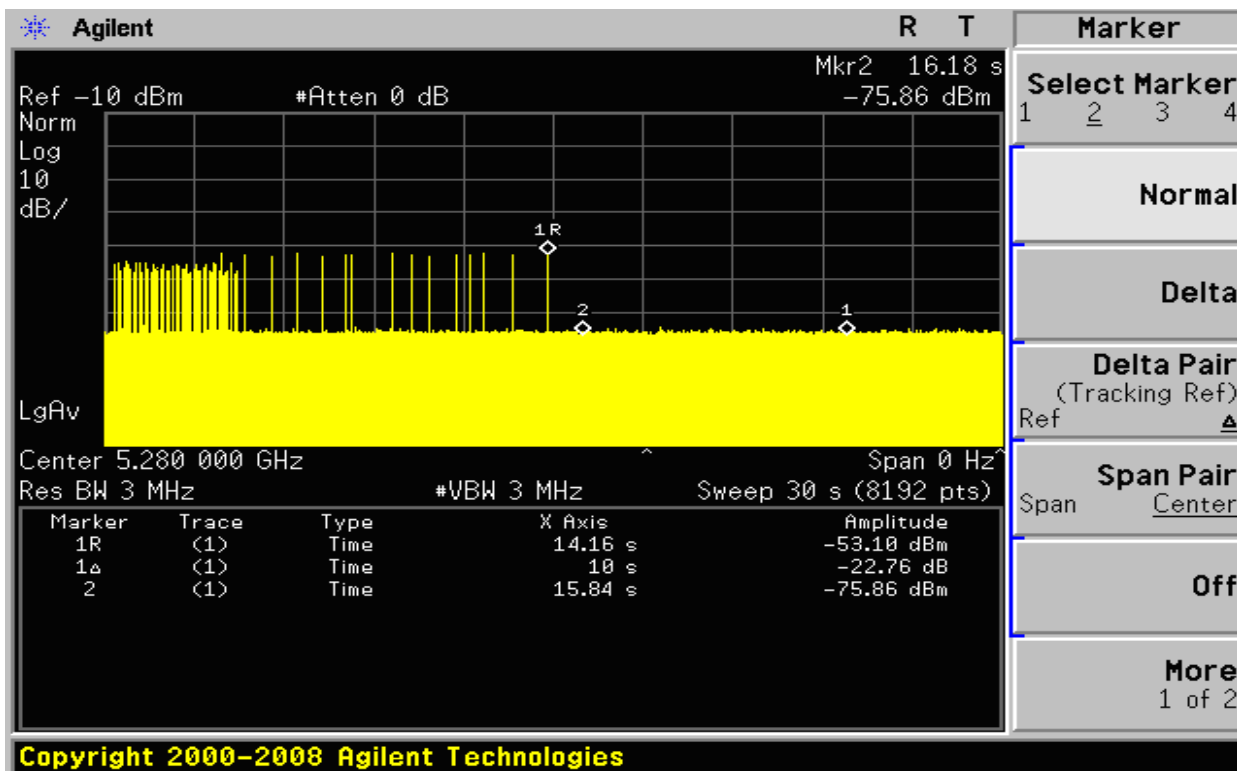 Agilent R T
Mkr2 16.18 s
Ref -10 dBm #Atten 0 dB -75.86 dBm
Norm
Log
10
dB/
1R
2
1
LgAv
Center 5.280 000 GHz Span 0 Hz
Res BW 3 MHz #VBW 3 MHz Sweep 30 s (8192 pts)
Marker Trace Type X Axis Amplitude
1R (1) Time 14.16 s -53.10 dBm
1Δ (1) Time 10 s -22.76 dB
2 (1) Time 15.84 s -75.86 dBm
Marker
Select Marker
1 2 3 4
Normal
Delta
Delta Pair
(Tracking Ref)
Ref Δ
Span Pair
Span Center
Off
More
1 of 2
Copyright 2000-2008 Agilent Technologies